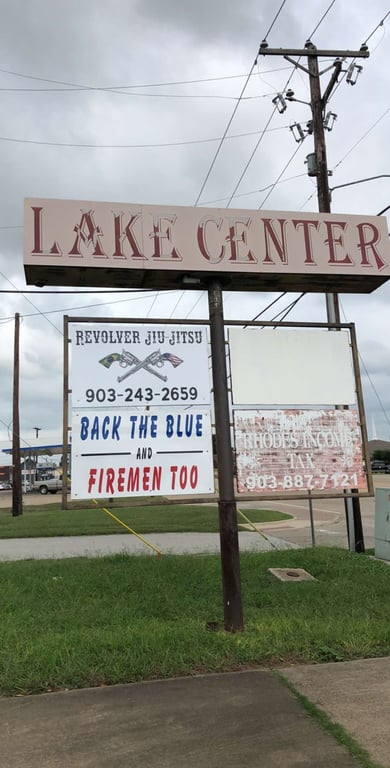 LAKE CENTER
REVOLVER JIU-JITSU
903-243-2659
BACK THE BLUE
AND
FIREMEN TOO
RHODES INCOME
TAX
903-887-7121